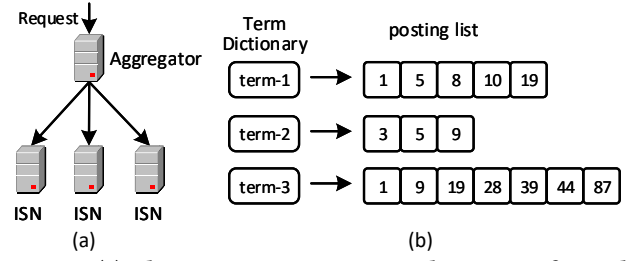 Request
Aggregator
ISN ISN ISN
(a)
Term
Dictionary
posting list
term-1 1 5 8 10 19
term-2 3 5 9
term-3 1 9 19 28 39 44 87
(b)